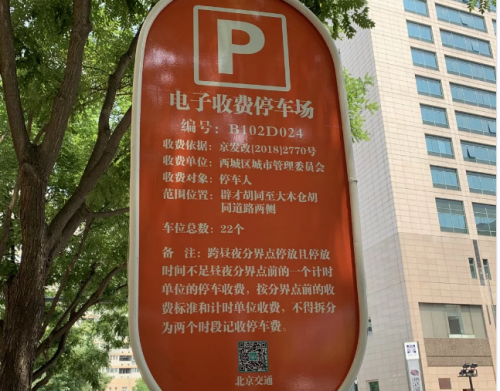 P
电子收费停车场
编号：B102D024
收费依据：京发改[2018]2770号
收费单位：西城区城市管理委员会
收费对象：停车人
范围位置：辟才胡同至大木仓胡
同道路两侧
车位总数：22个
备 注：跨昼夜分界点停放且停放
时间不足昼夜分界点前的一个计时
单位的停车收费，按分界点前的收
费标准和计时单位收费，不得拆分
为两个时段记收停车费。
北京交通